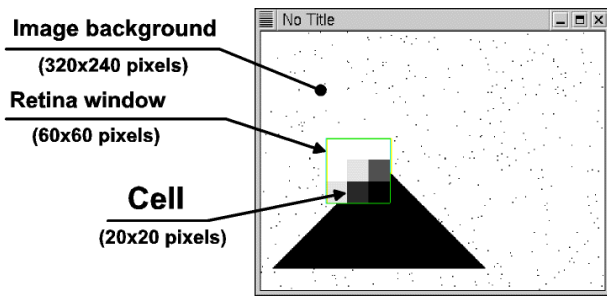 No Title
Image background
(320x240 pixels)
Retina window
(60x60 pixels)
Cell
(20x20 pixels)